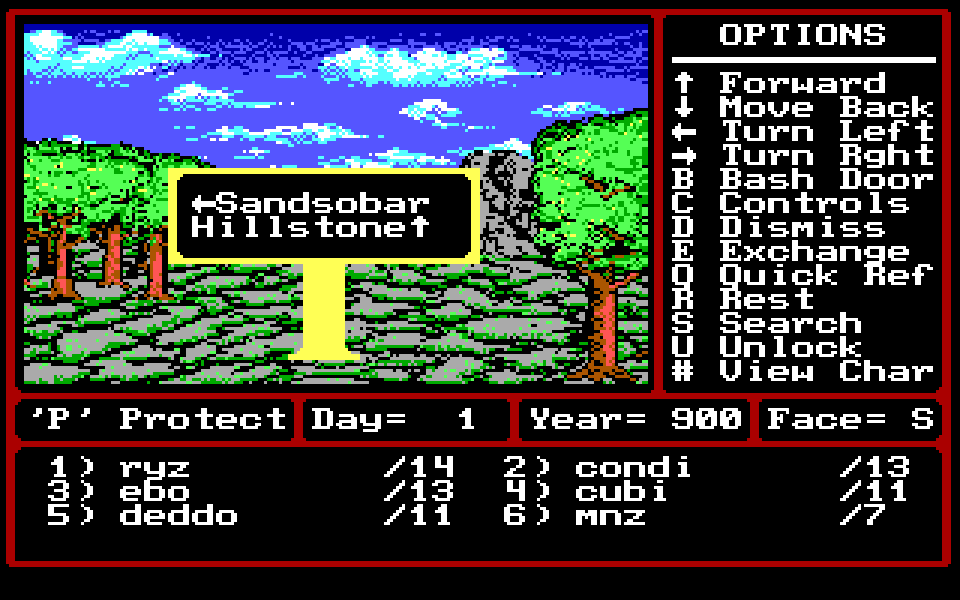 ←Sandsobar
Hillstone↑
OPTIONS
↑ Forward
↓ Move Back
← Turn Left
→ Turn Rght
B Bash Door
C Controls
D Dismiss
E Exchange
Q Quick Ref
R Rest
S Search
U Unlock
# View Char
'P' Protect Day= 1 Year= 900 Face= S
1) ryz /14 2) condi /13
3) ebo /13 4) cubi /11
5) deddo /11 6) mnz /7